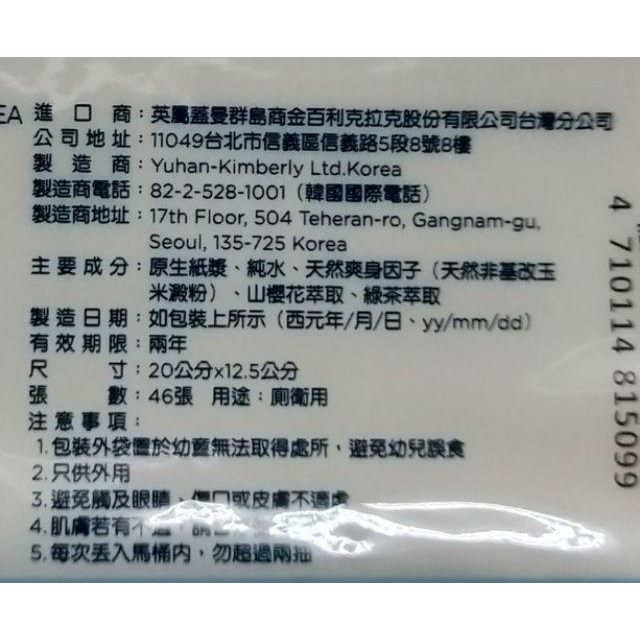 EA 進口商：英屬蓋曼群島商金百利克拉克股份有限公司台灣分公司
公司地址：11049台北市信義區信義路5段8號8樓
製造商：Yuhan-Kimberly Ltd.Korea
製造商電話：82-2-528-1001（韓國國際電話）
製造商地址：17th Floor, 504 Teheran-ro, Gangnam-gu,
Seoul, 135-725 Korea
主要成分：原生紙漿、純水、天然爽身因子（天然非基改玉
米澱粉）、山櫻花萃取、綠茶萃取
製造日期：如包裝上所示（西元年/月/日、yy/mm/dd）
有效期限：兩年
尺寸：20公分x12.5公分
張數：46張 用途：廁衛用
注意事項：
1.包裝外袋置於幼童無法取得處所，避免幼兒誤食
2.只供外用
3.避免觸及眼睛、傷口或皮膚不適處
4.肌膚若有不適，請
5.每次丟入馬桶內，勿超過兩抽
4 710114 815099